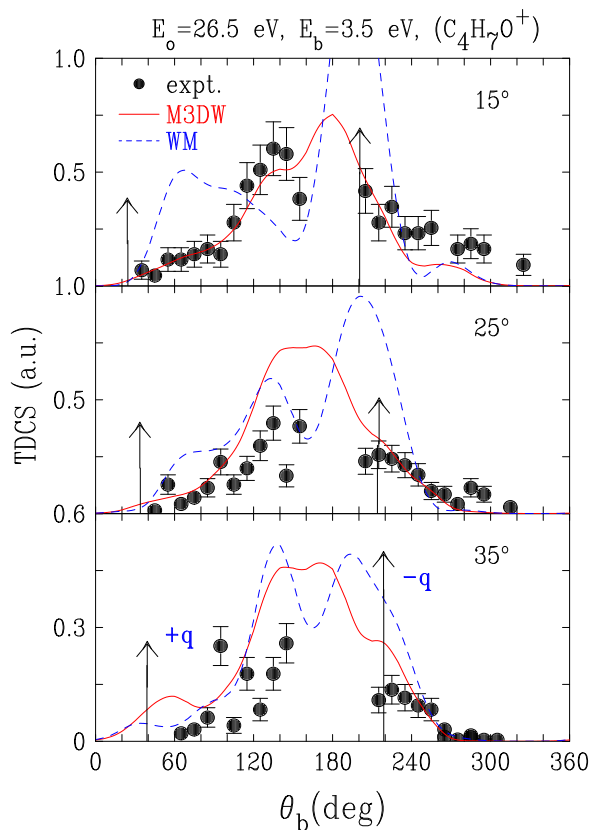 E₀=26.5 eV, E_b=3.5 eV, (C₄H₇O⁺)
1.0
expt.
M3DW
WM
15°
0.5
1.0
25°
0.5
TDCS (a.u.)
0.6
35°
-q
+q
0.3
0
0 60 120 180 240 300 360
θ_b(deg)